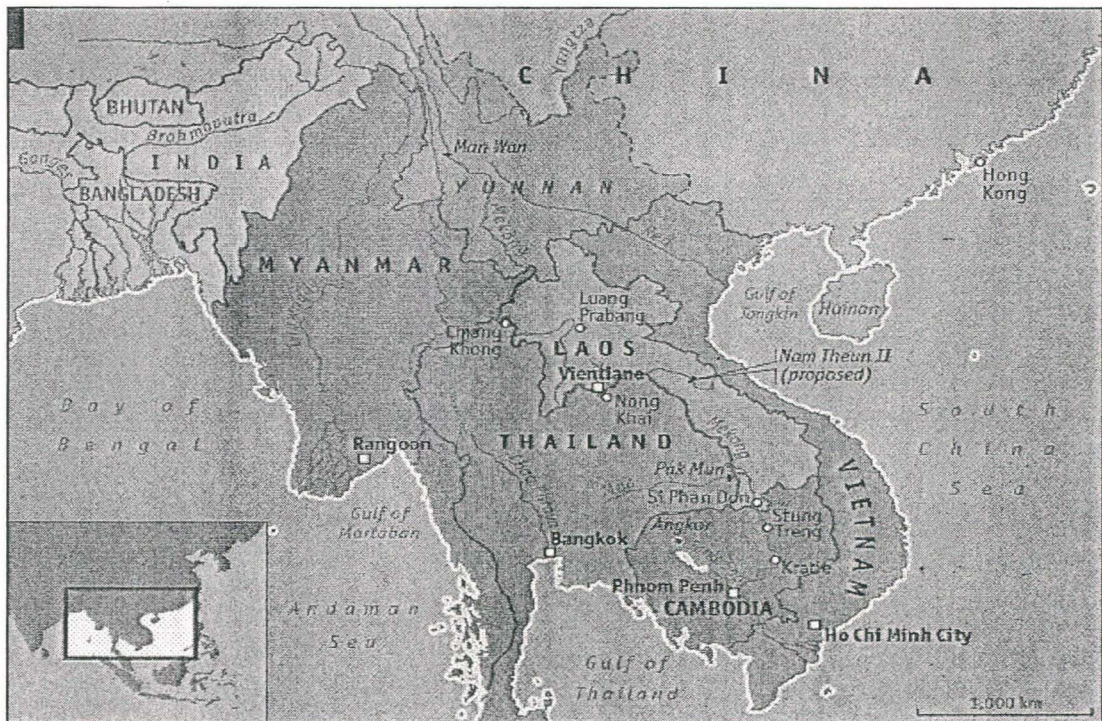 C H I N A
Yangtze
BHUTAN
Brahmaputra
INDIA
Ganges
BANGLADESH
Man Wan
YUNNAN
Mekong
Red
Hong
Kong
MYANMAR
Gulf of
Tongkin
Hainan
Luang
Prabang
Chiang
Khong
LAOS
Nam Theun II
(proposed)
Vientiane
Nong
Khai
Bay of
Bengal
South
China
Sea
THAILAND
Mekong
Rangoon
Pak Mun
VIETNAM
Si Phan Don
Gulf of
Martaban
Angkor
Stung
Treng
Bangkok
Kratie
Phnom Penh
CAMBODIA
Andaman
Sea
Ho Chi Minh City
Gulf of
Thailand
1,000 km